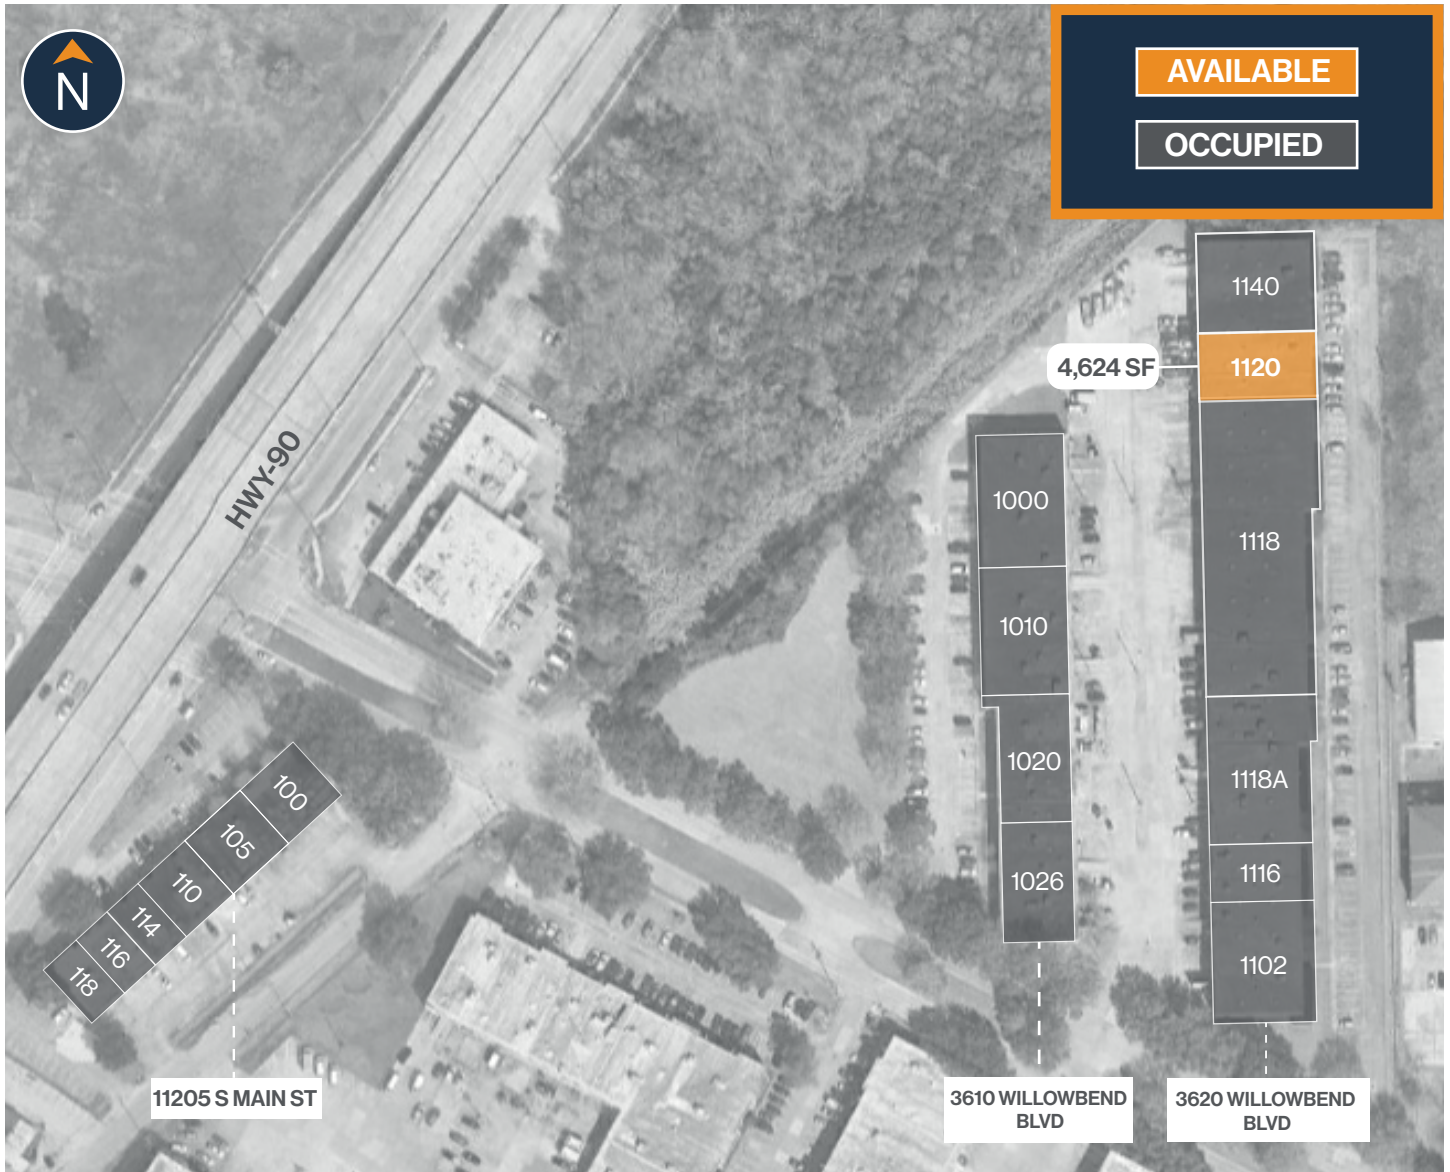 N
AVAILABLE
OCCUPIED
1140
4,624 SF
1120
HWY-90
1000
1118
1010
1020
1118A
100
105
110
114
116
118
1026
1116
1102
11205 S MAIN ST
3610 WILLOWBEND
BLVD
3620 WILLOWBEND
BLVD